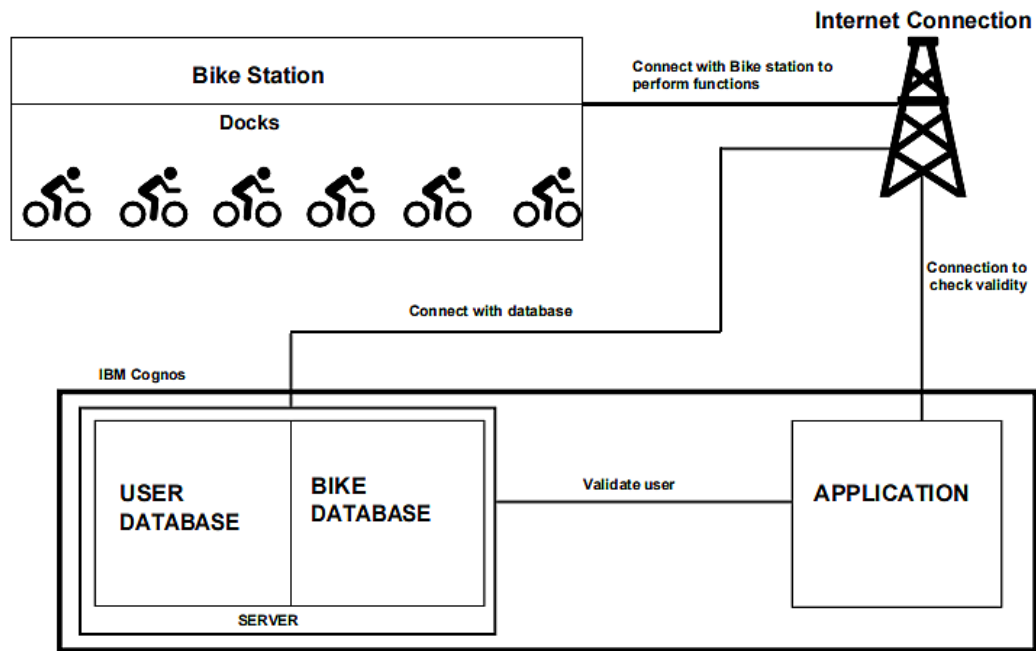 Internet Connection
Bike Station
Connect with Bike station to
perform functions
Docks
Connection to
check validity
Connect with database
IBM Cognos
USER
DATABASE
BIKE
DATABASE
Validate user
APPLICATION
SERVER